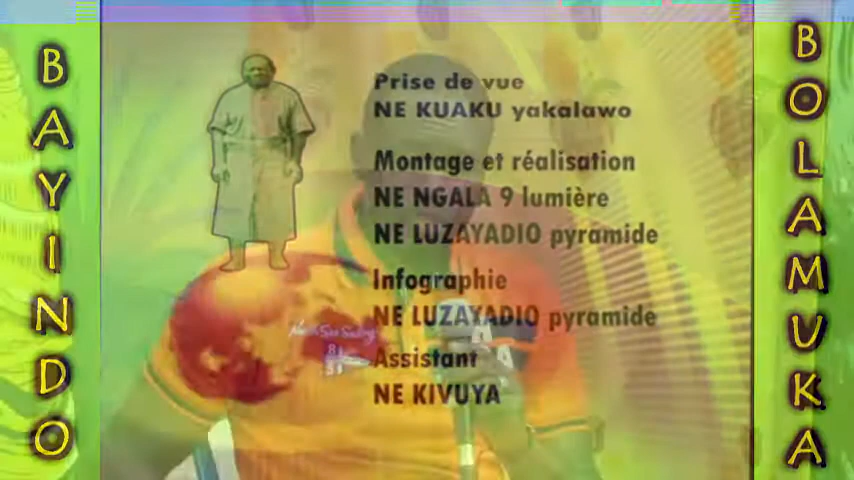 BAYINDO
Prise de vue
NE KUAKU yakalawo
Montage et réalisation
NE NGALA 9 lumière
NE LUZAYADIO pyramide
Infographie
NE LUZAYADIO pyramide
Assistant
NE KIVUYA
BOLAMUKA